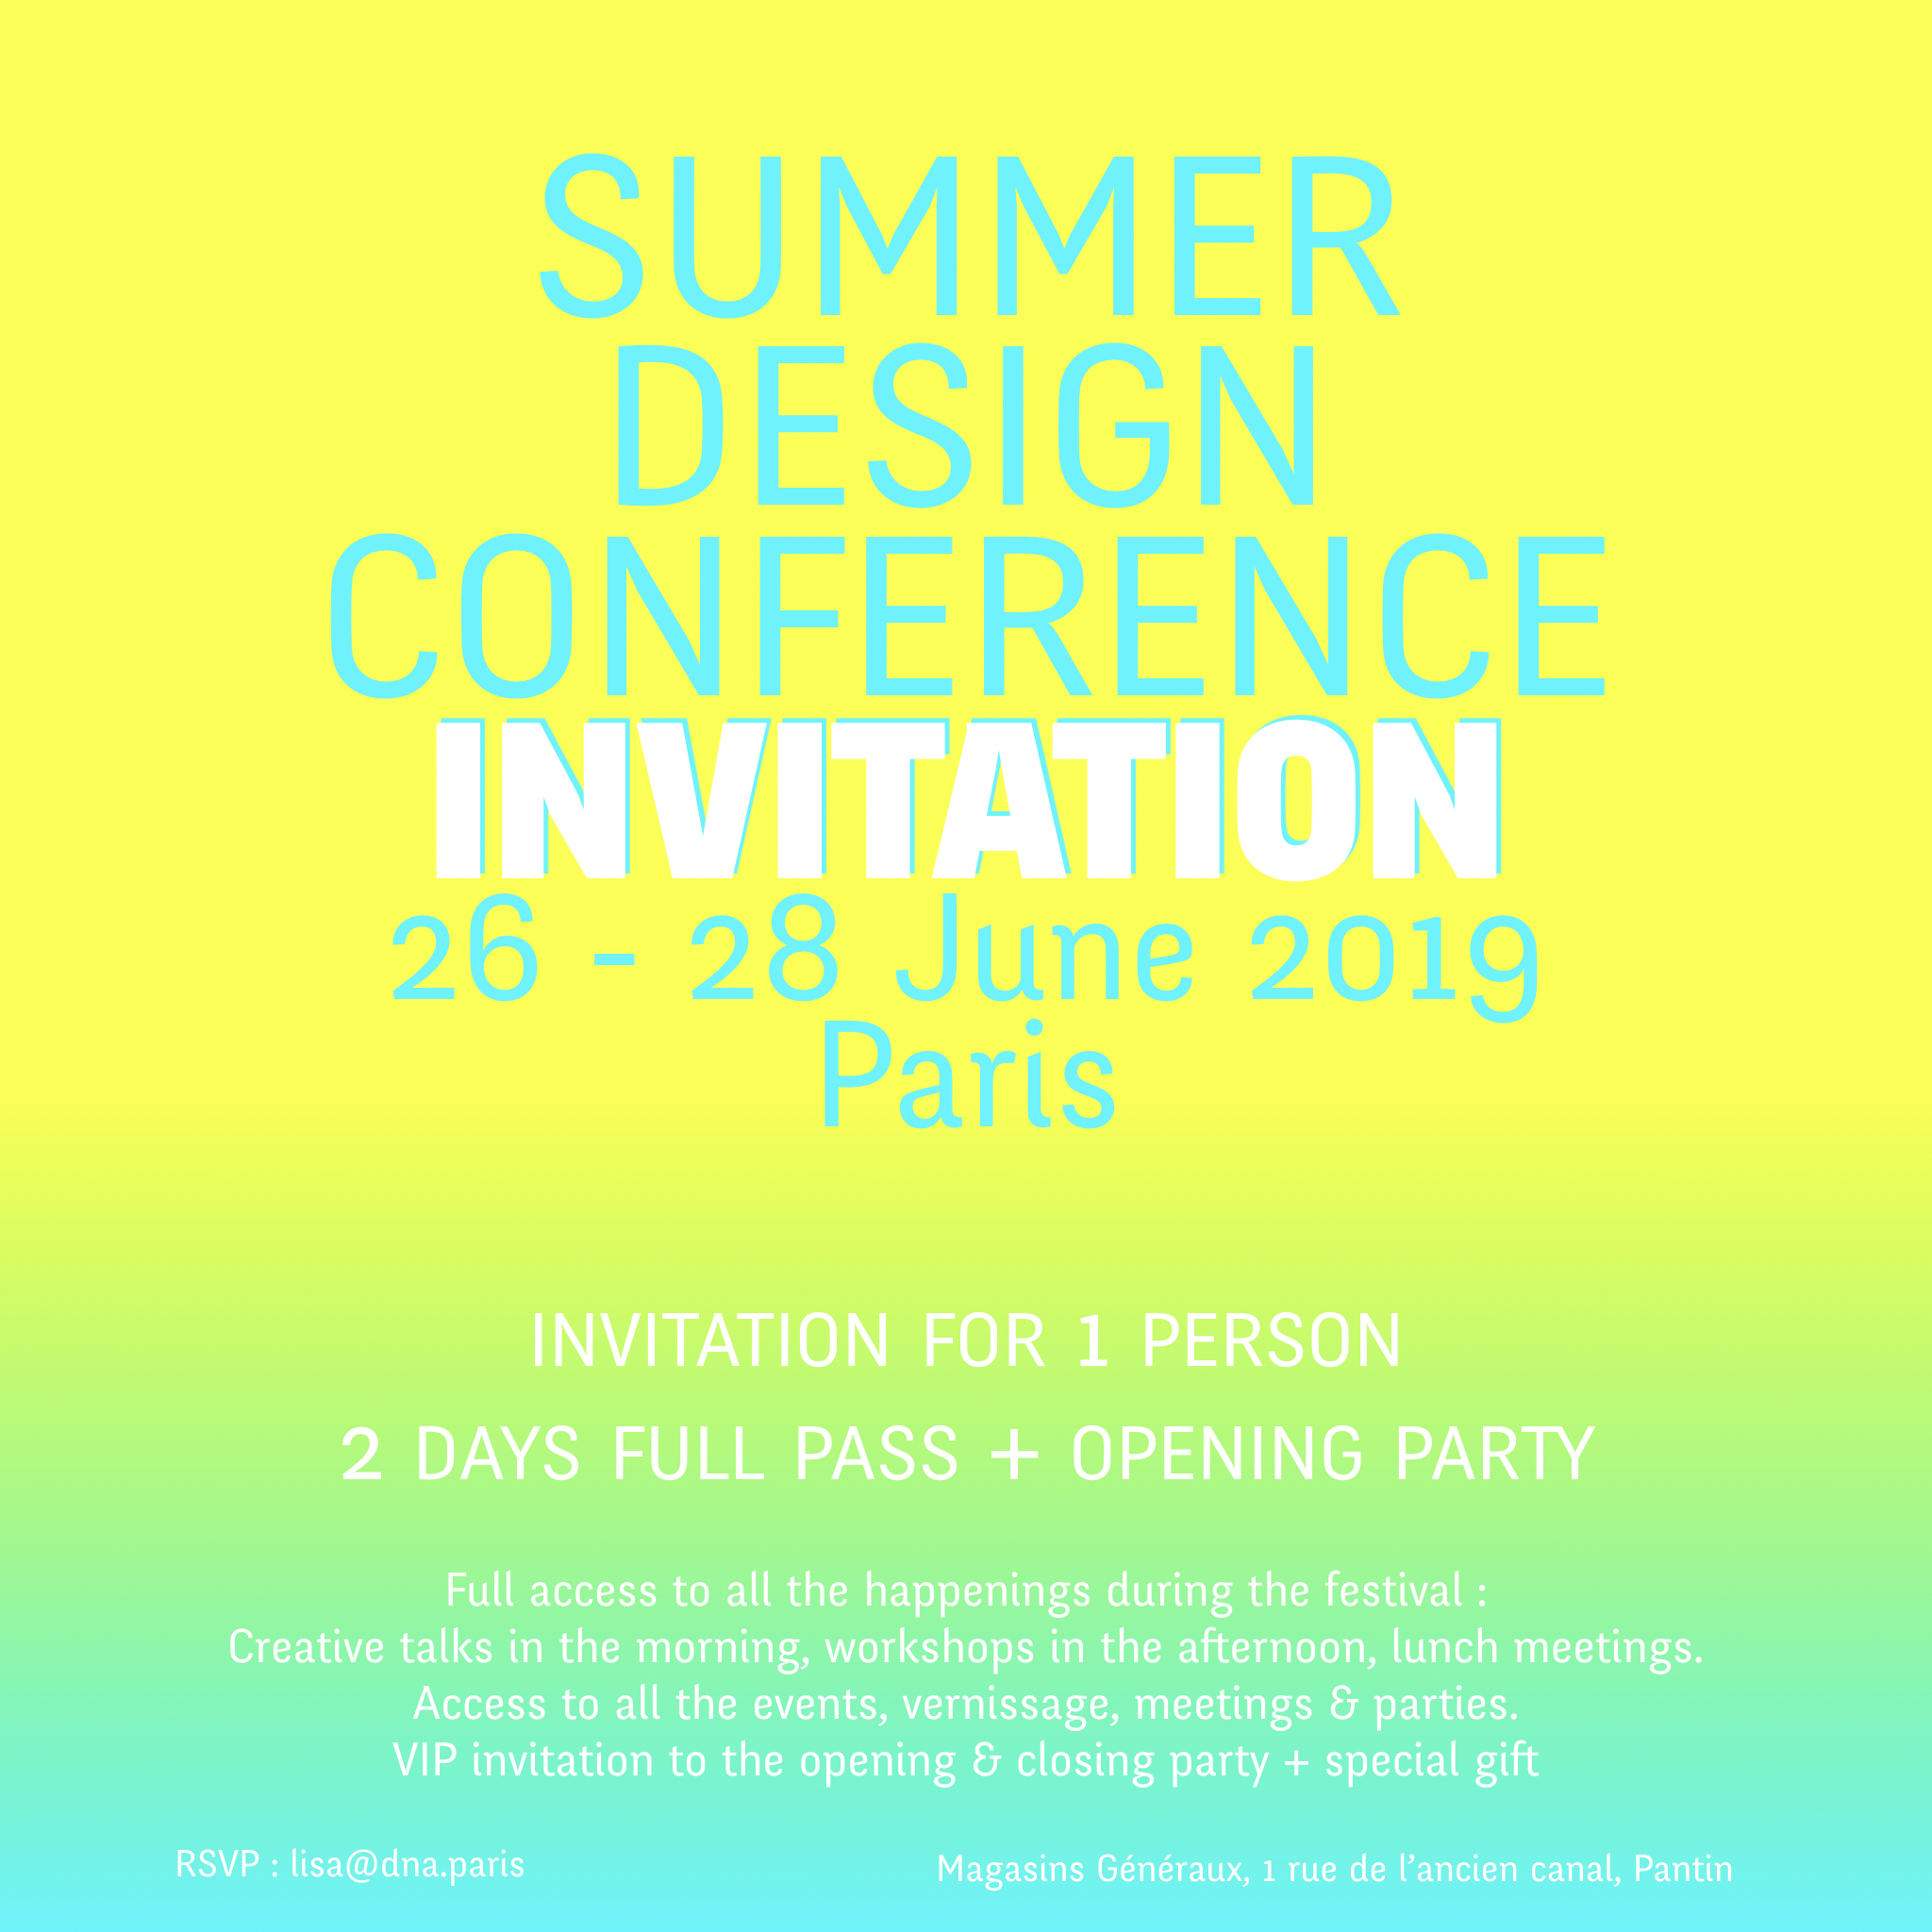 SUMMER
DESIGN
CONFERENCE
INVITATION
26 - 28 June 2019
Paris
INVITATION FOR 1 PERSON
2 DAYS FULL PASS + OPENING PARTY
Full access to all the happenings during the festival :
Creative talks in the morning, workshops in the afternoon, lunch meetings.
Access to all the events, vernissage, meetings & parties.
VIP invitation to the opening & closing party + special gift
RSVP : lisa@dna.paris
Magasins Généraux, 1 rue de l’ancien canal, Pantin